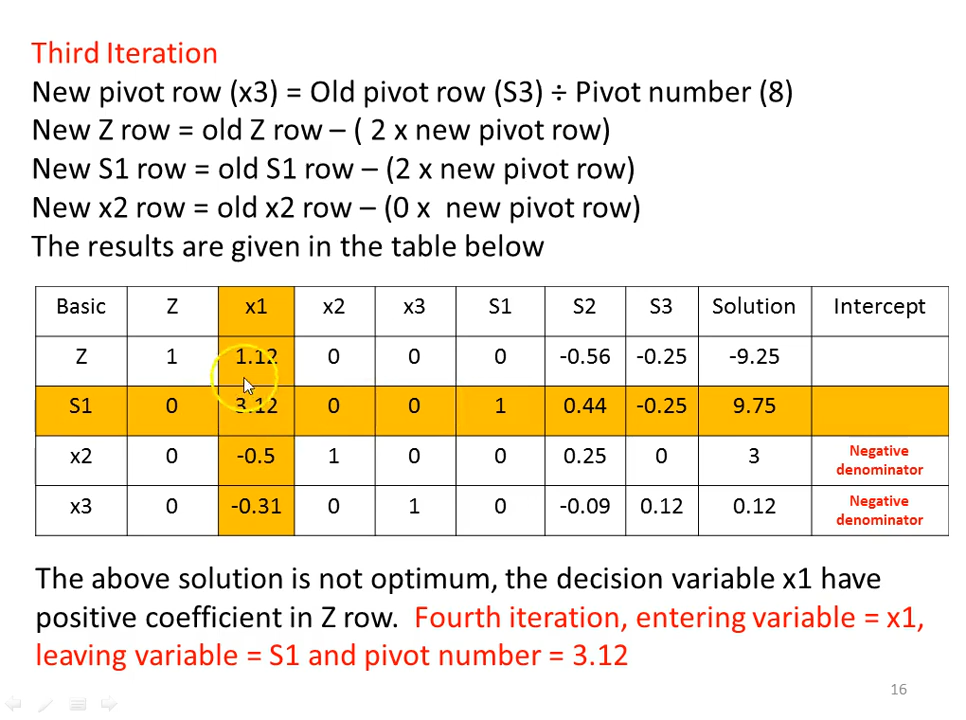 Third Iteration
New pivot row (x3) = Old pivot row (S3) ÷ Pivot number (8)
New Z row = old Z row – ( 2 x new pivot row)
New S1 row = old S1 row – (2 x new pivot row)
New x2 row = old x2 row – (0 x  new pivot row)
The results are given in the table below
Basic Z x1 x2 x3 S1 S2 S3 Solution Intercept
Z 1 1.12 0 0 0 -0.56 -0.25 -9.25
S1 0 3.12 0 0 1 0.44 -0.25 9.75
x2 0 -0.5 1 0 0 0.25 0 3 Negative denominator
x3 0 -0.31 0 1 0 -0.09 0.12 0.12 Negative denominator
The above solution is not optimum, the decision variable x1 have
positive coefficient in Z row.  Fourth iteration, entering variable = x1,
leaving variable = S1 and pivot number = 3.12
16